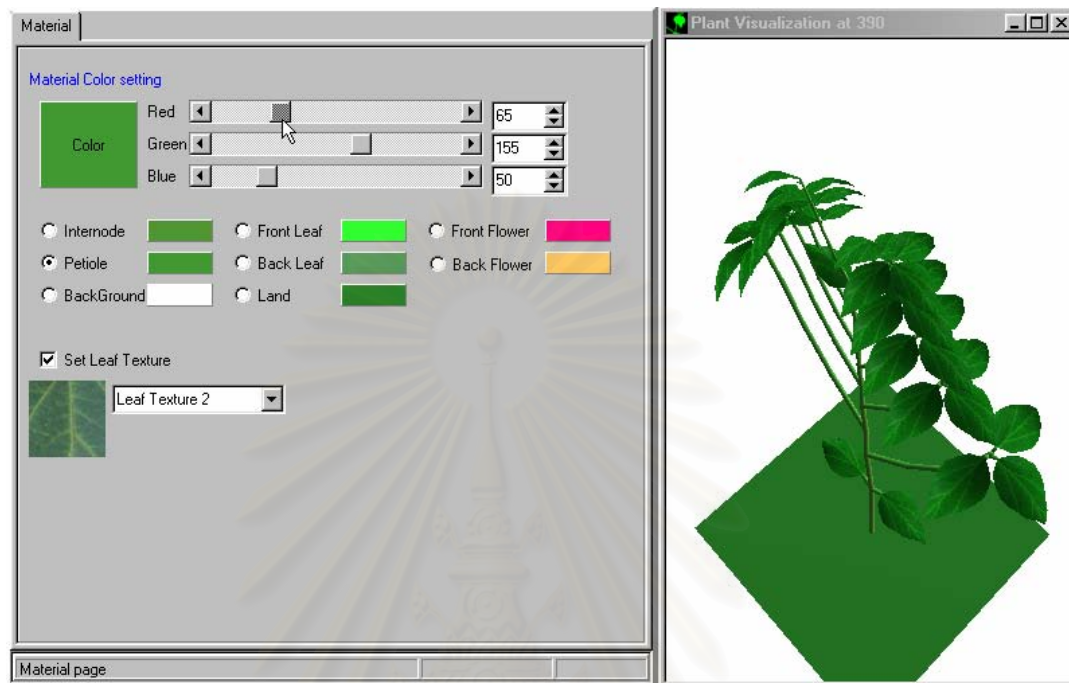 Material
Material Color setting
Color
Red
65
Green
155
Blue
50
Internode
Front Leaf
Front Flower
Petiole
Back Leaf
Back Flower
BackGround
Land
Set Leaf Texture
Leaf Texture 2
Material page
Plant Visualization at 390